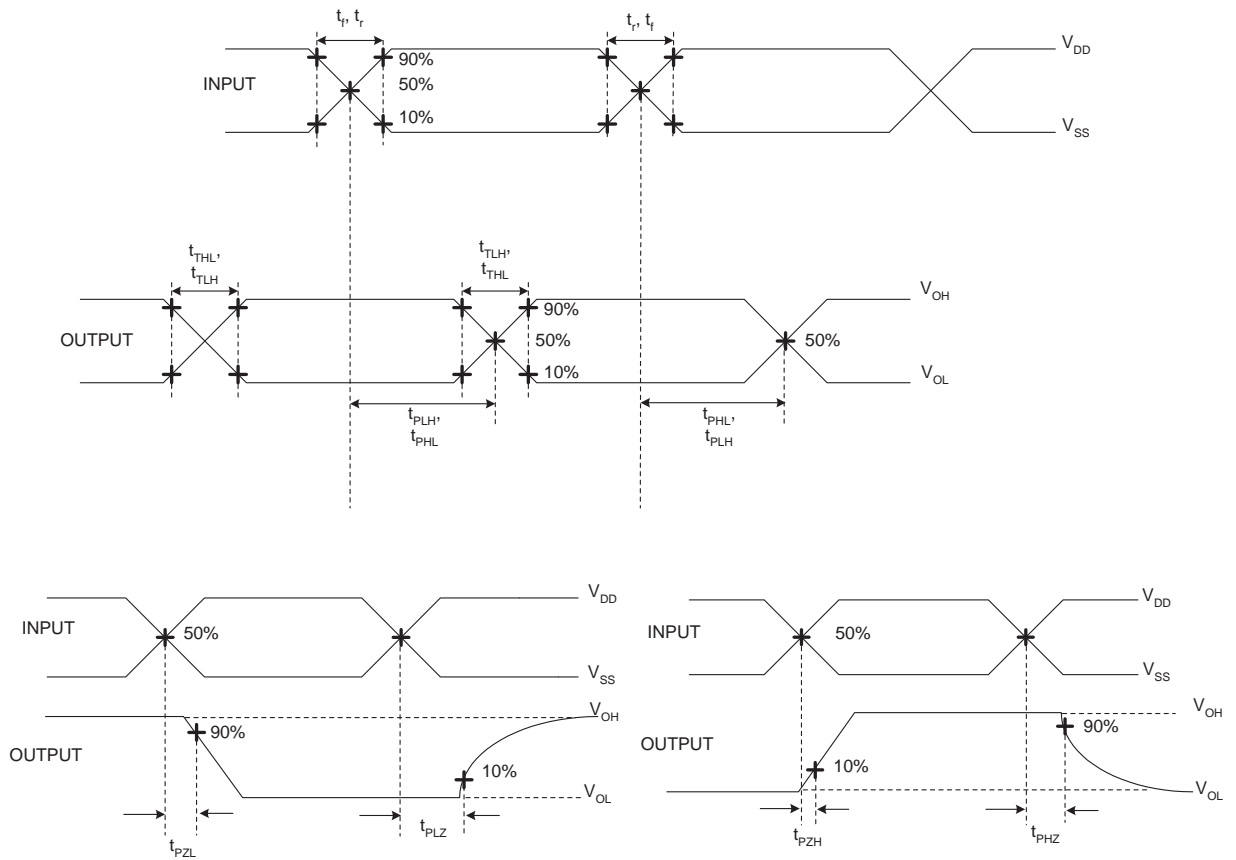 tf, tr
tr, tf
VDD
90%
INPUT
50%
10%
VSS
tTHL,
tTLH
tTLH,
tTHL
VOH
90%
OUTPUT
50%
50%
10%
VOL
tPLH,
tPHL
tPHL,
tPLH
VDD
INPUT
50%
VSS
VOH
90%
OUTPUT
10%
VOL
tPZL
tPLZ
VDD
INPUT
50%
VSS
VOH
90%
OUTPUT
10%
VOL
tPZH
tPHZ